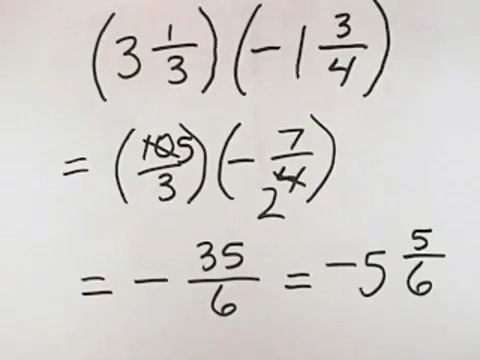 (3 1/3)(-1 3/4)
= (10 5/3)(-7/2 4)
= - 35/6 = -5 5/6